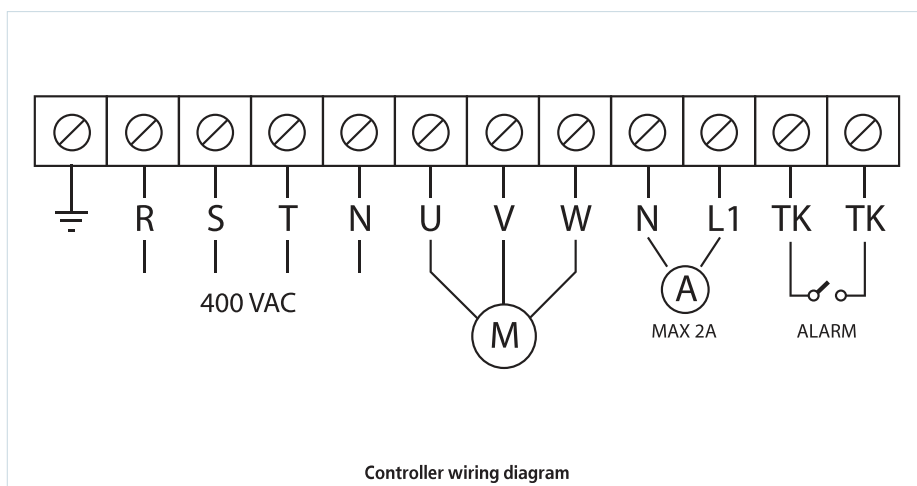 R S T N U V W N L1 TK TK
400 VAC
M
A
MAX 2A
ALARM
Controller wiring diagram